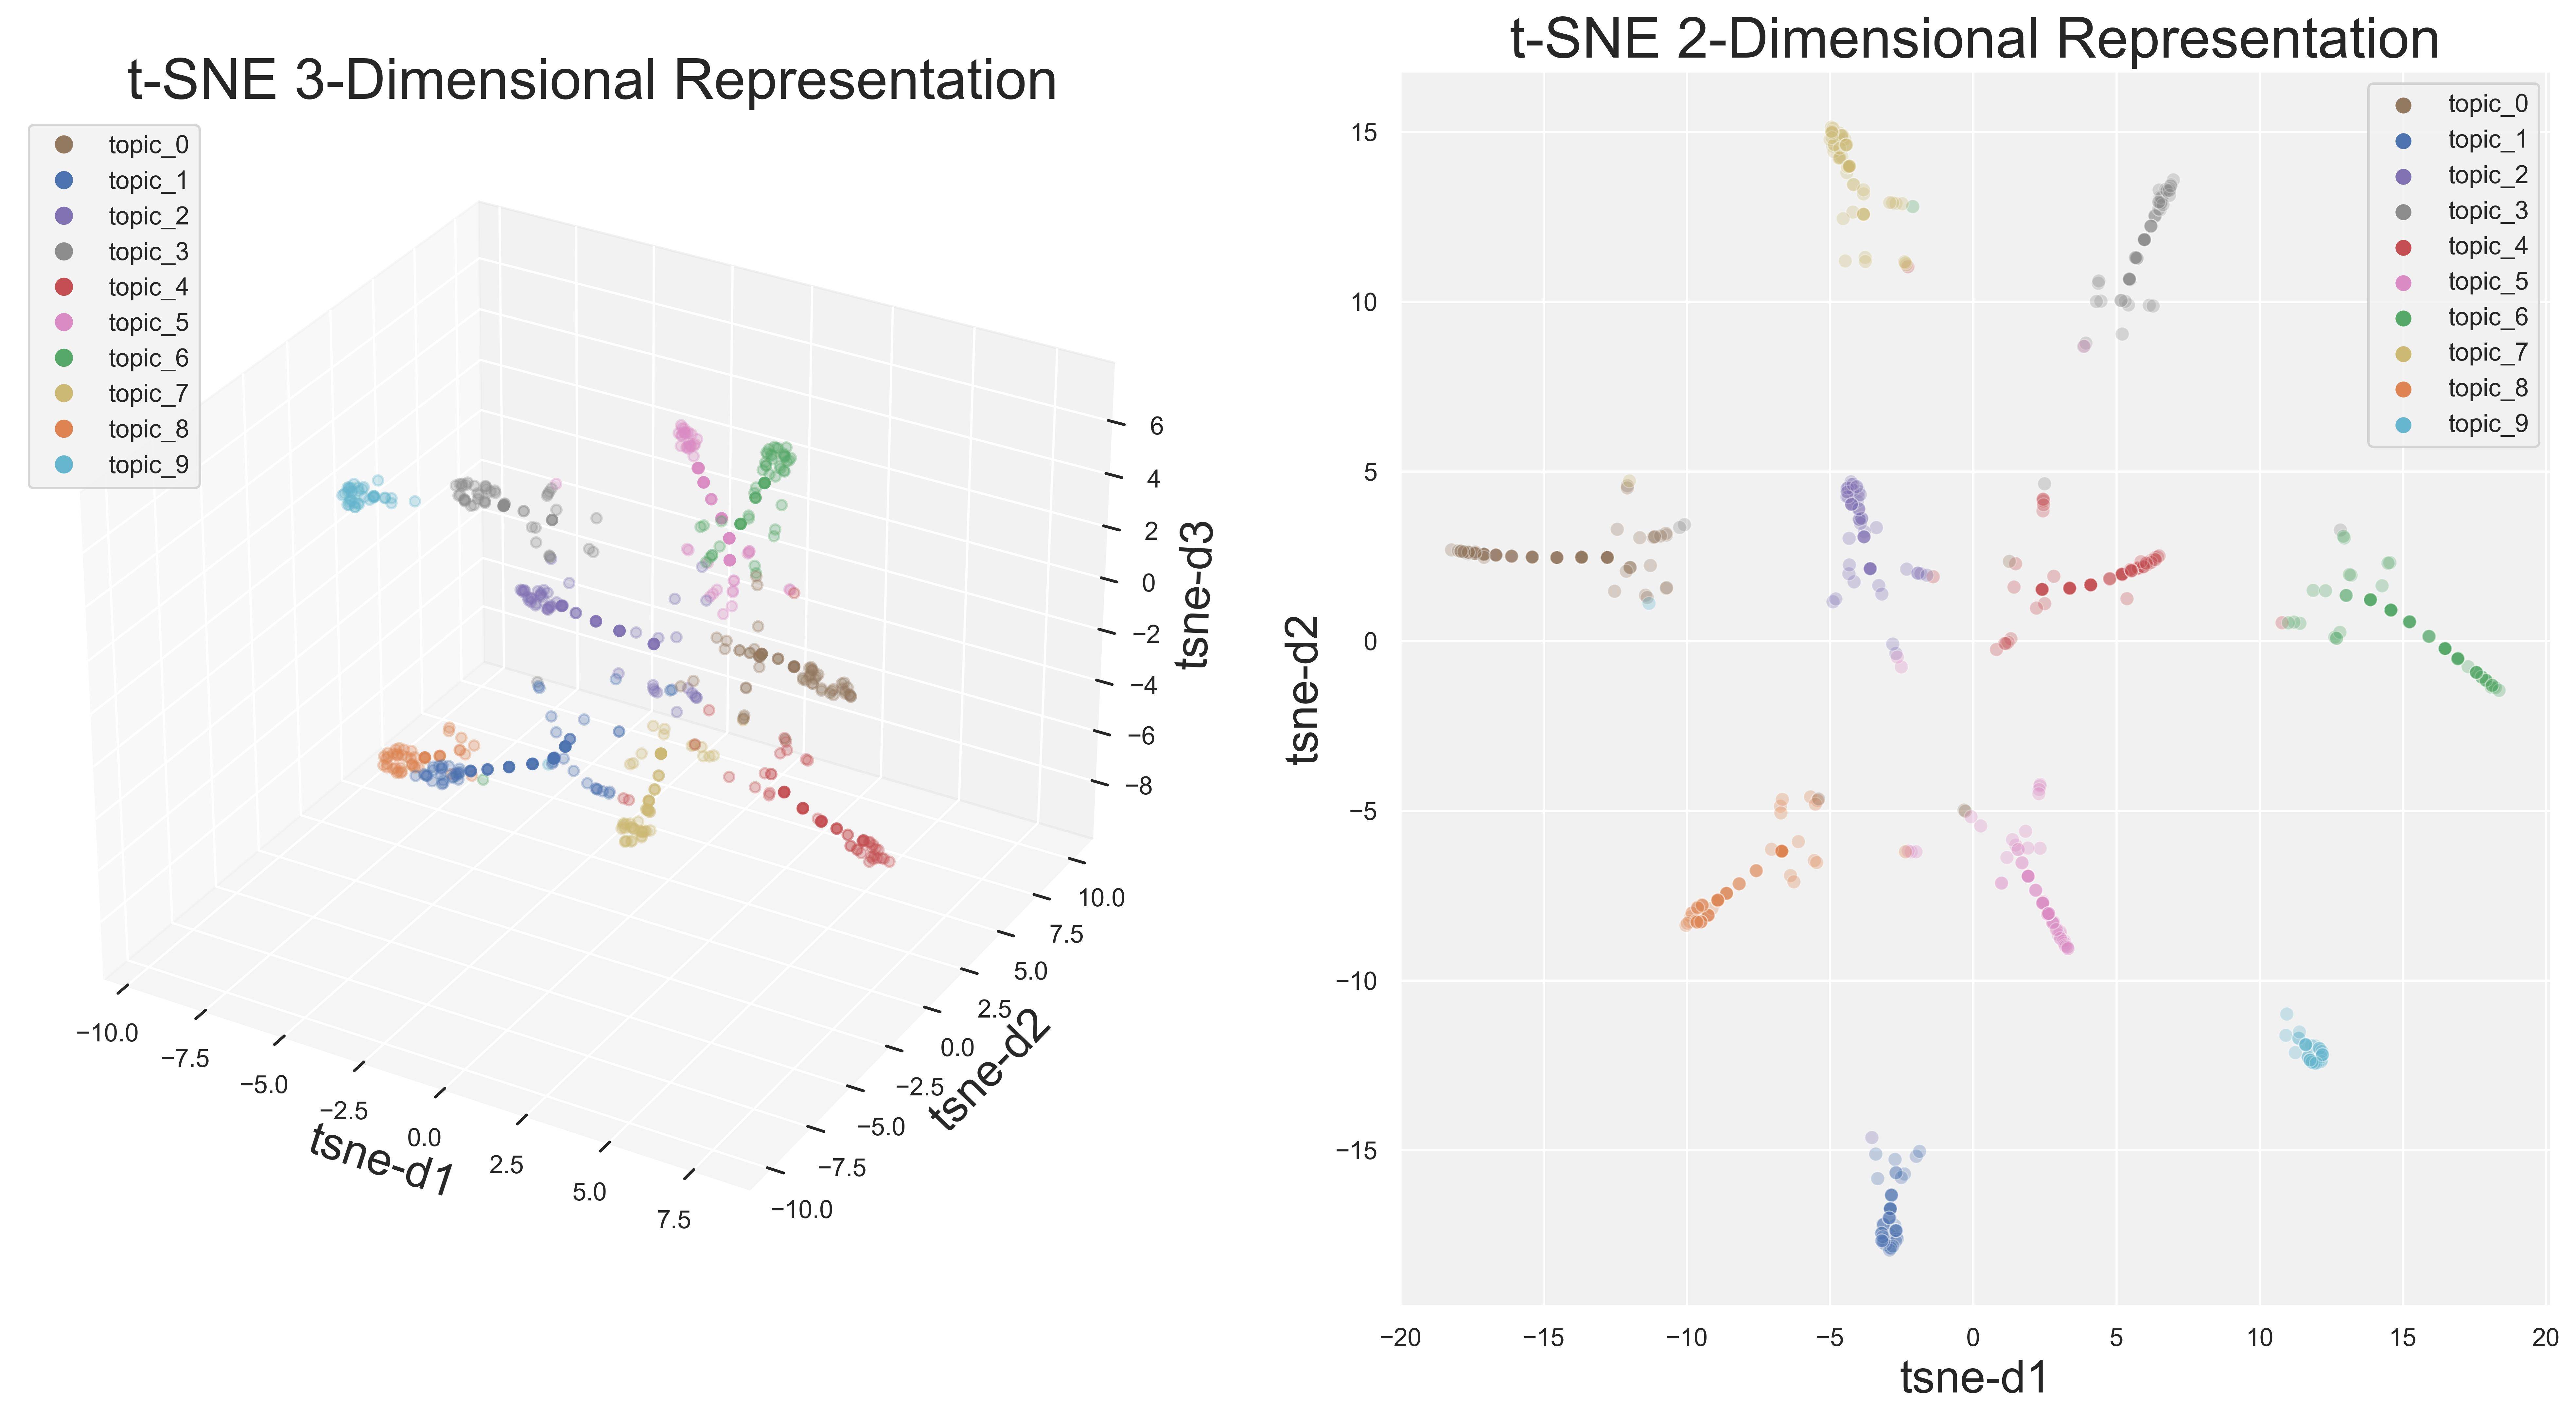 t-SNE 3-Dimensional Representation
topic_0
topic_1
topic_2
topic_3
topic_4
topic_5
topic_6
topic_7
topic_8
topic_9
6
4
2
0
−2
−4
−6
−8
tsne-d3
10.0
7.5
5.0
2.5
0.0
−2.5
−5.0
−7.5
−10.0
tsne-d2
−10.0
−7.5
−5.0
−2.5
0.0
2.5
5.0
7.5
tsne-d1
t-SNE 2-Dimensional Representation
topic_0
topic_1
topic_2
topic_3
topic_4
topic_5
topic_6
topic_7
topic_8
topic_9
15
10
5
0
−5
−10
−15
tsne-d2
−20 −15 −10 −5 0 5 10 15 20
tsne-d1